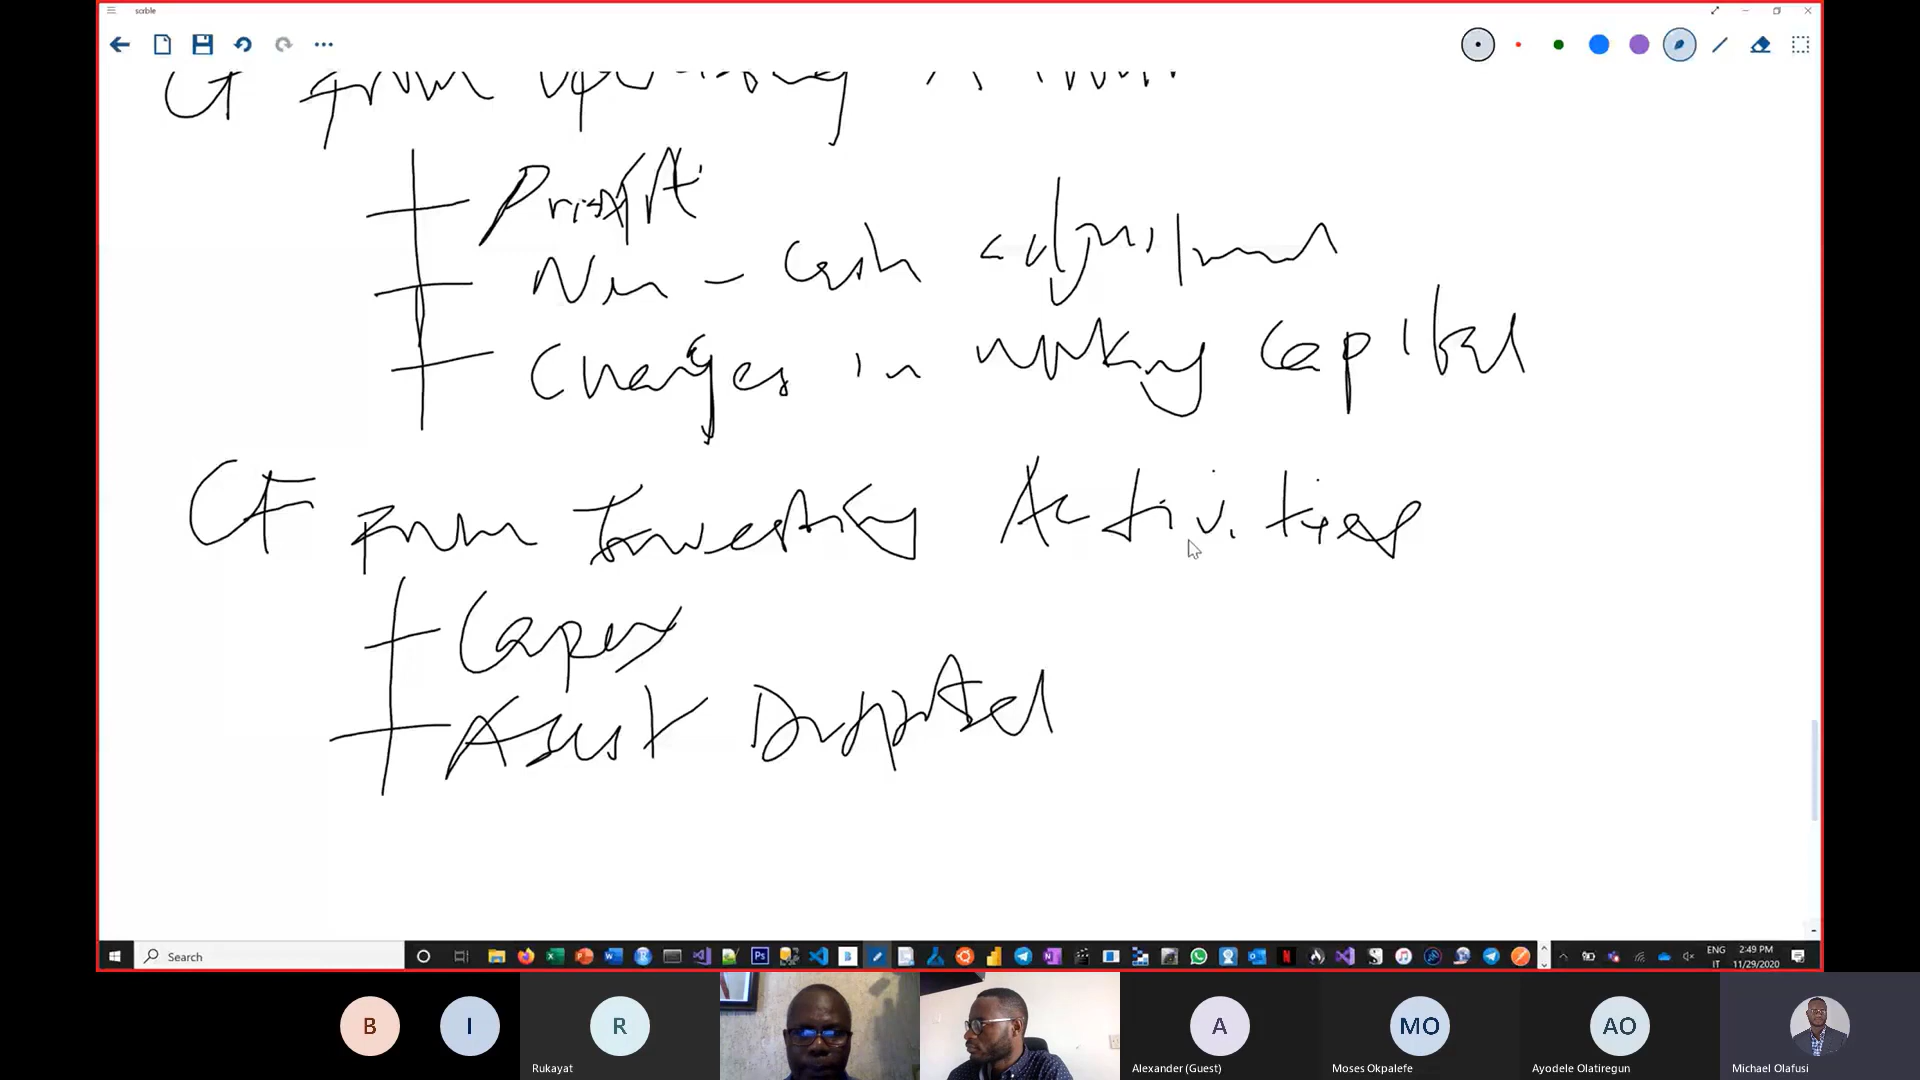 scrble
CF from operating
Profit
Non - Cash adjustment
Changes in working Capital
CF from Investing Activities
Capex
Asset Disposal
Search
ENG
IT
2:49 PM
11/29/2020
B
I
R
A
MO
AO
Rukayat
Alexander (Guest)
Moses Okpalefe
Ayodele Olatiregun
Michael Olafusi